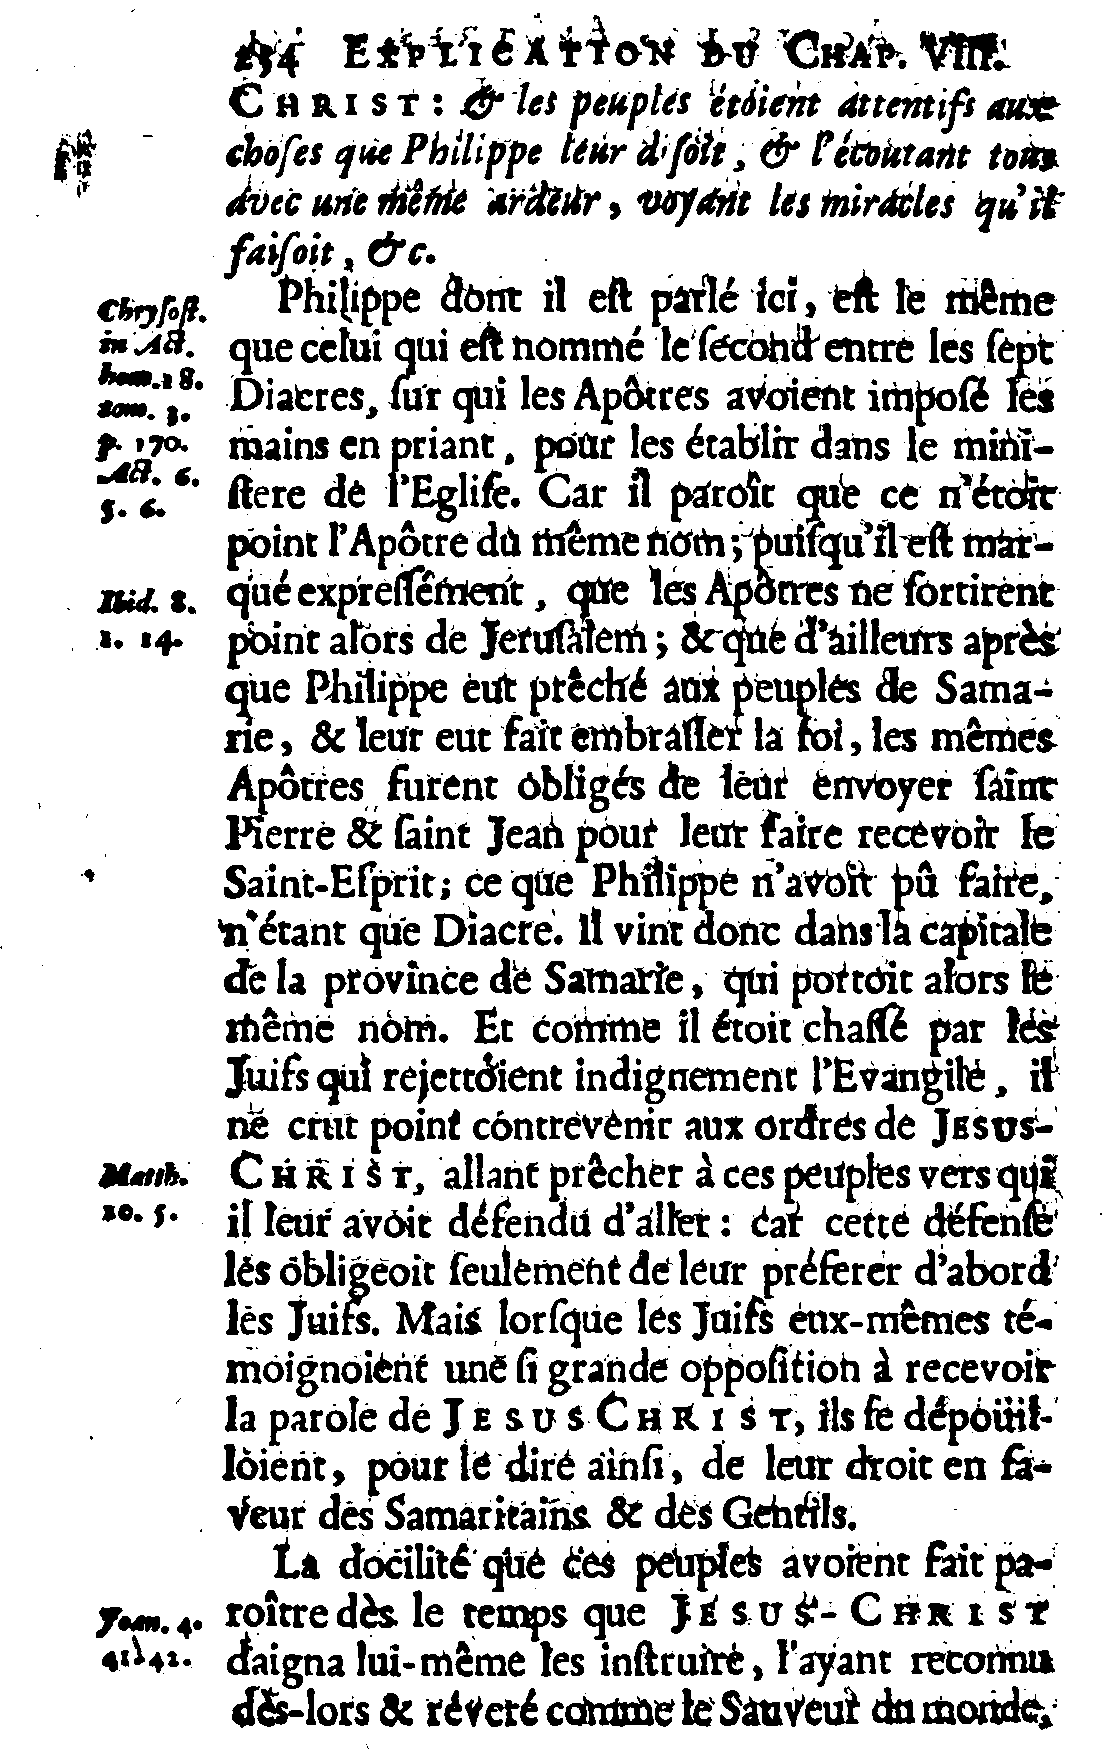 234 EXPLICATION DU CHAP. VIII.
CHRIST: & les peuples étoient attentifs aux
choſes que Philippe leur diſoit, & l'écoutant tous
avec une même ardeur, voyant les miracles qu'il
faiſoit, &c.
Chryſoſt.
in Act.
hom. 18.
tom. 3.
p. 170.
Act. 6.
5. 6.
Philippe dont il eſt parlé ici, eſt le même
que celui qui eſt nommé le ſecond entre les ſept
Diacres, ſur qui les Apôtres avoient impoſé les
mains en priant, pour les établir dans le mini-
ſtere de l'Egliſe. Car il paroît que ce n'étoit
point l'Apôtre du même nom; puiſqu'il eſt mar-
qué expreſſément, que les Apôtres ne ſortirent
Ibid. 8.
1. 14.
point alors de Jeruſalem; & que d'ailleurs après
que Philippe eut prêché aux peuples de Sama-
rie, & leur eut fait embraſſer la foi, les mêmes
Apôtres furent obligés de leur envoyer ſaint
Pierre & ſaint Jean pour leur faire recevoir le
Saint-Eſprit; ce que Philippe n'avoit pû faire,
n'étant que Diacre. Il vint donc dans la capitale
de la province de Samarie, qui portoit alors le
même nom. Et comme il étoit chaſſé par les
Juifs qui rejettoient indignement l'Evangile, il
ne crut point contrevenir aux ordres de JESUS-
Matth.
10. 5.
CHRIST, allant prêcher à ces peuples vers qui
il leur avoit défendu d'aller: car cette défenſe
les obligeoit ſeulement de leur préferer d'abord
les Juifs. Mais lorſque les Juifs eux-mêmes té-
moignoient une ſi grande oppoſition à recevoir
la parole de JESUS CHRIST, ils ſe dépoüil-
loient, pour le dire ainſi, de leur droit en fa-
veur des Samaritains & des Gentils.
La docilité que ces peuples avoient fait pa-
Joan. 4.
41. 42.
roître dès le temps que JESUS-CHRIST
daigna lui-même les inſtruire, l'ayant reconnu
dès-lors & réveré comme le Sauveur du monde,